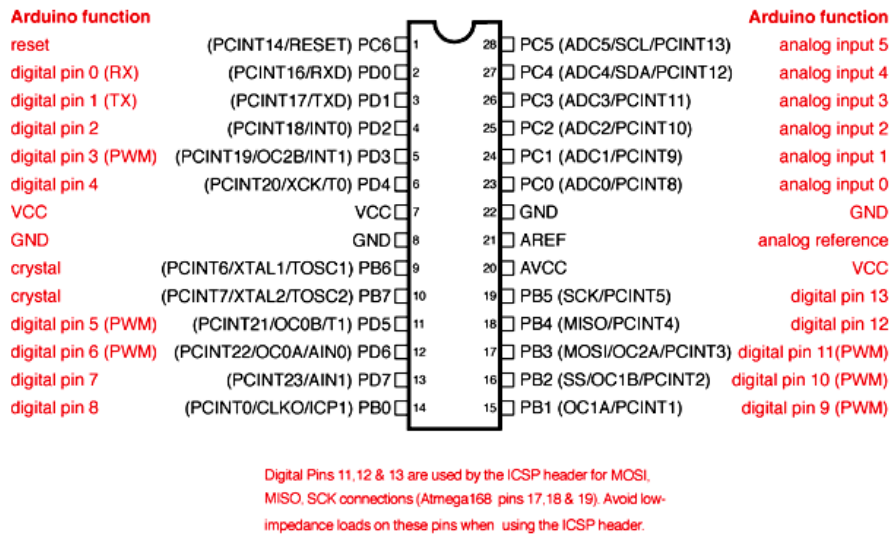 Arduino function Arduino function
reset (PCINT14/RESET) PC6 1 28 PC5 (ADC5/SCL/PCINT13) analog input 5
digital pin 0 (RX) (PCINT16/RXD) PD0 2 27 PC4 (ADC4/SDA/PCINT12) analog input 4
digital pin 1 (TX) (PCINT17/TXD) PD1 3 26 PC3 (ADC3/PCINT11) analog input 3
digital pin 2 (PCINT18/INT0) PD2 4 25 PC2 (ADC2/PCINT10) analog input 2
digital pin 3 (PWM) (PCINT19/OC2B/INT1) PD3 5 24 PC1 (ADC1/PCINT9) analog input 1
digital pin 4 (PCINT20/XCK/T0) PD4 6 23 PC0 (ADC0/PCINT8) analog input 0
VCC VCC 7 22 GND GND
GND GND 8 21 AREF analog reference
crystal (PCINT6/XTAL1/TOSC1) PB6 9 20 AVCC VCC
crystal (PCINT7/XTAL2/TOSC2) PB7 10 19 PB5 (SCK/PCINT5) digital pin 13
digital pin 5 (PWM) (PCINT21/OC0B/T1) PD5 11 18 PB4 (MISO/PCINT4) digital pin 12
digital pin 6 (PWM) (PCINT22/OC0A/AIN0) PD6 12 17 PB3 (MOSI/OC2A/PCINT3) digital pin 11(PWM)
digital pin 7 (PCINT23/AIN1) PD7 13 16 PB2 (SS/OC1B/PCINT2) digital pin 10 (PWM)
digital pin 8 (PCINT0/CLKO/ICP1) PB0 14 15 PB1 (OC1A/PCINT1) digital pin 9 (PWM)
Digital Pins 11,12 & 13 are used by the ICSP header for MOSI,
MISO, SCK connections (Atmega168 pins 17,18 & 19). Avoid low-
impedance loads on these pins when using the ICSP header.